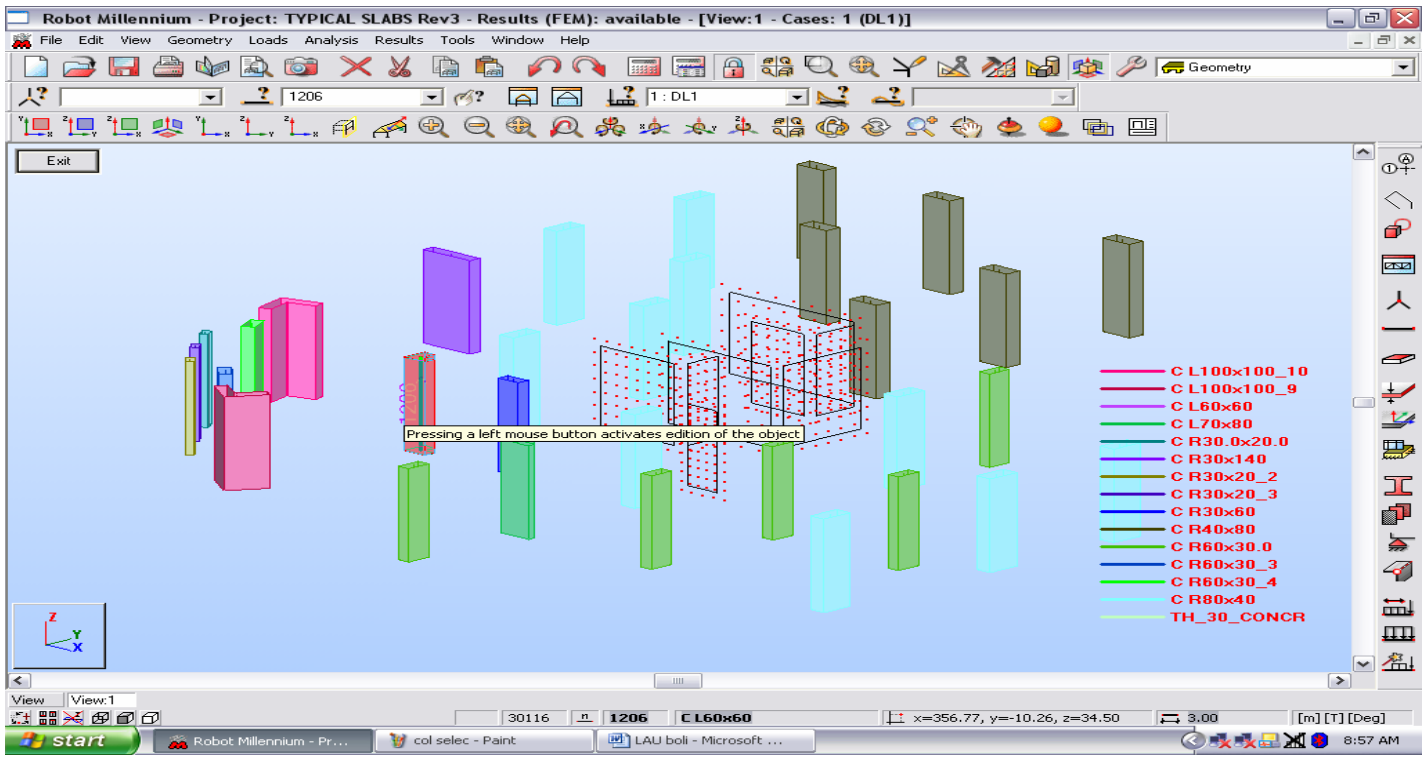 Robot Millennium - Project: TYPICAL SLABS Rev3 - Results (FEM): available - [View:1 - Cases: 1 (DL1)]
File Edit View Geometry Loads Analysis Results Tools Window Help
Geometry
1206 1 : DL1
Exit
1206
Pressing a left mouse button activates edition of the object
C L100x100_10
C L100x100_9
C L60x60
C L70x80
C R30.0x20.0
C R30x140
C R30x20_2
C R30x20_3
C R30x60
C R40x80
C R60x30.0
C R60x30_3
C R60x30_4
C R80x40
TH_30_CONCR
Z
Y
X
View View:1
30116 n 1206 C L60x60 x=356.77, y=-10.26, z=34.50 3.00 [m] [T] [Deg]
start Robot Millennium - Pr... col selec - Paint LAU boli - Microsoft ... 8:57 AM